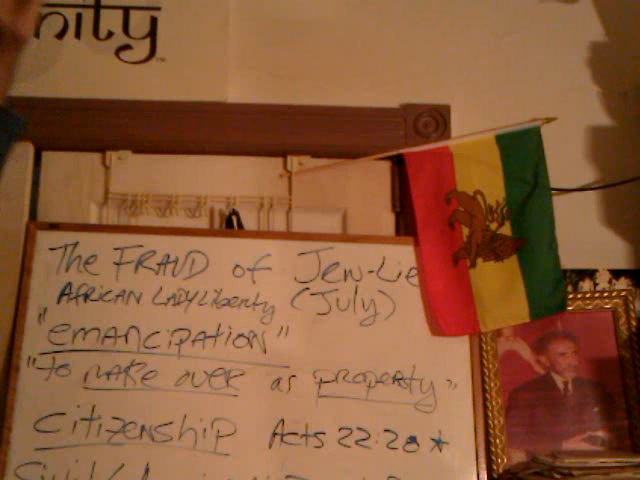 nity
TM
The FRAUD of Jew-Lie
AFRICAN LADY Liberty (July)
"emancipation"
"To make over as property"
Citizenship Acts 22:28 *